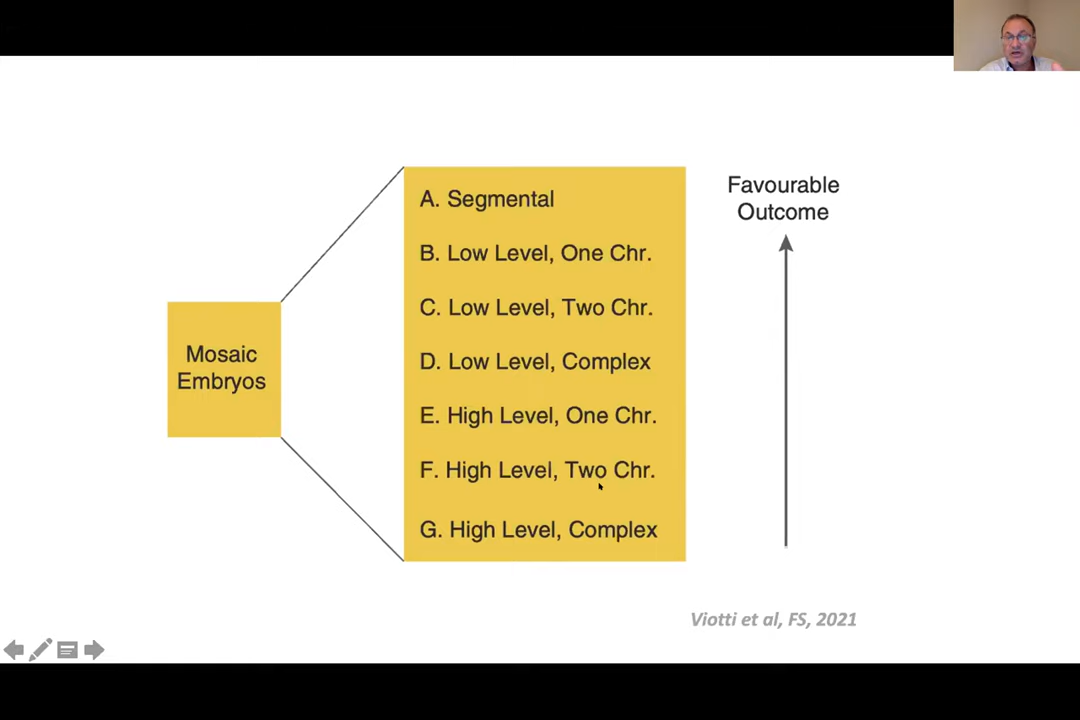 Mosaic
Embryos
A. Segmental
B. Low Level, One Chr.
C. Low Level, Two Chr.
D. Low Level, Complex
E. High Level, One Chr.
F. High Level, Two Chr.
G. High Level, Complex
Favourable
Outcome
Viotti et al, FS, 2021